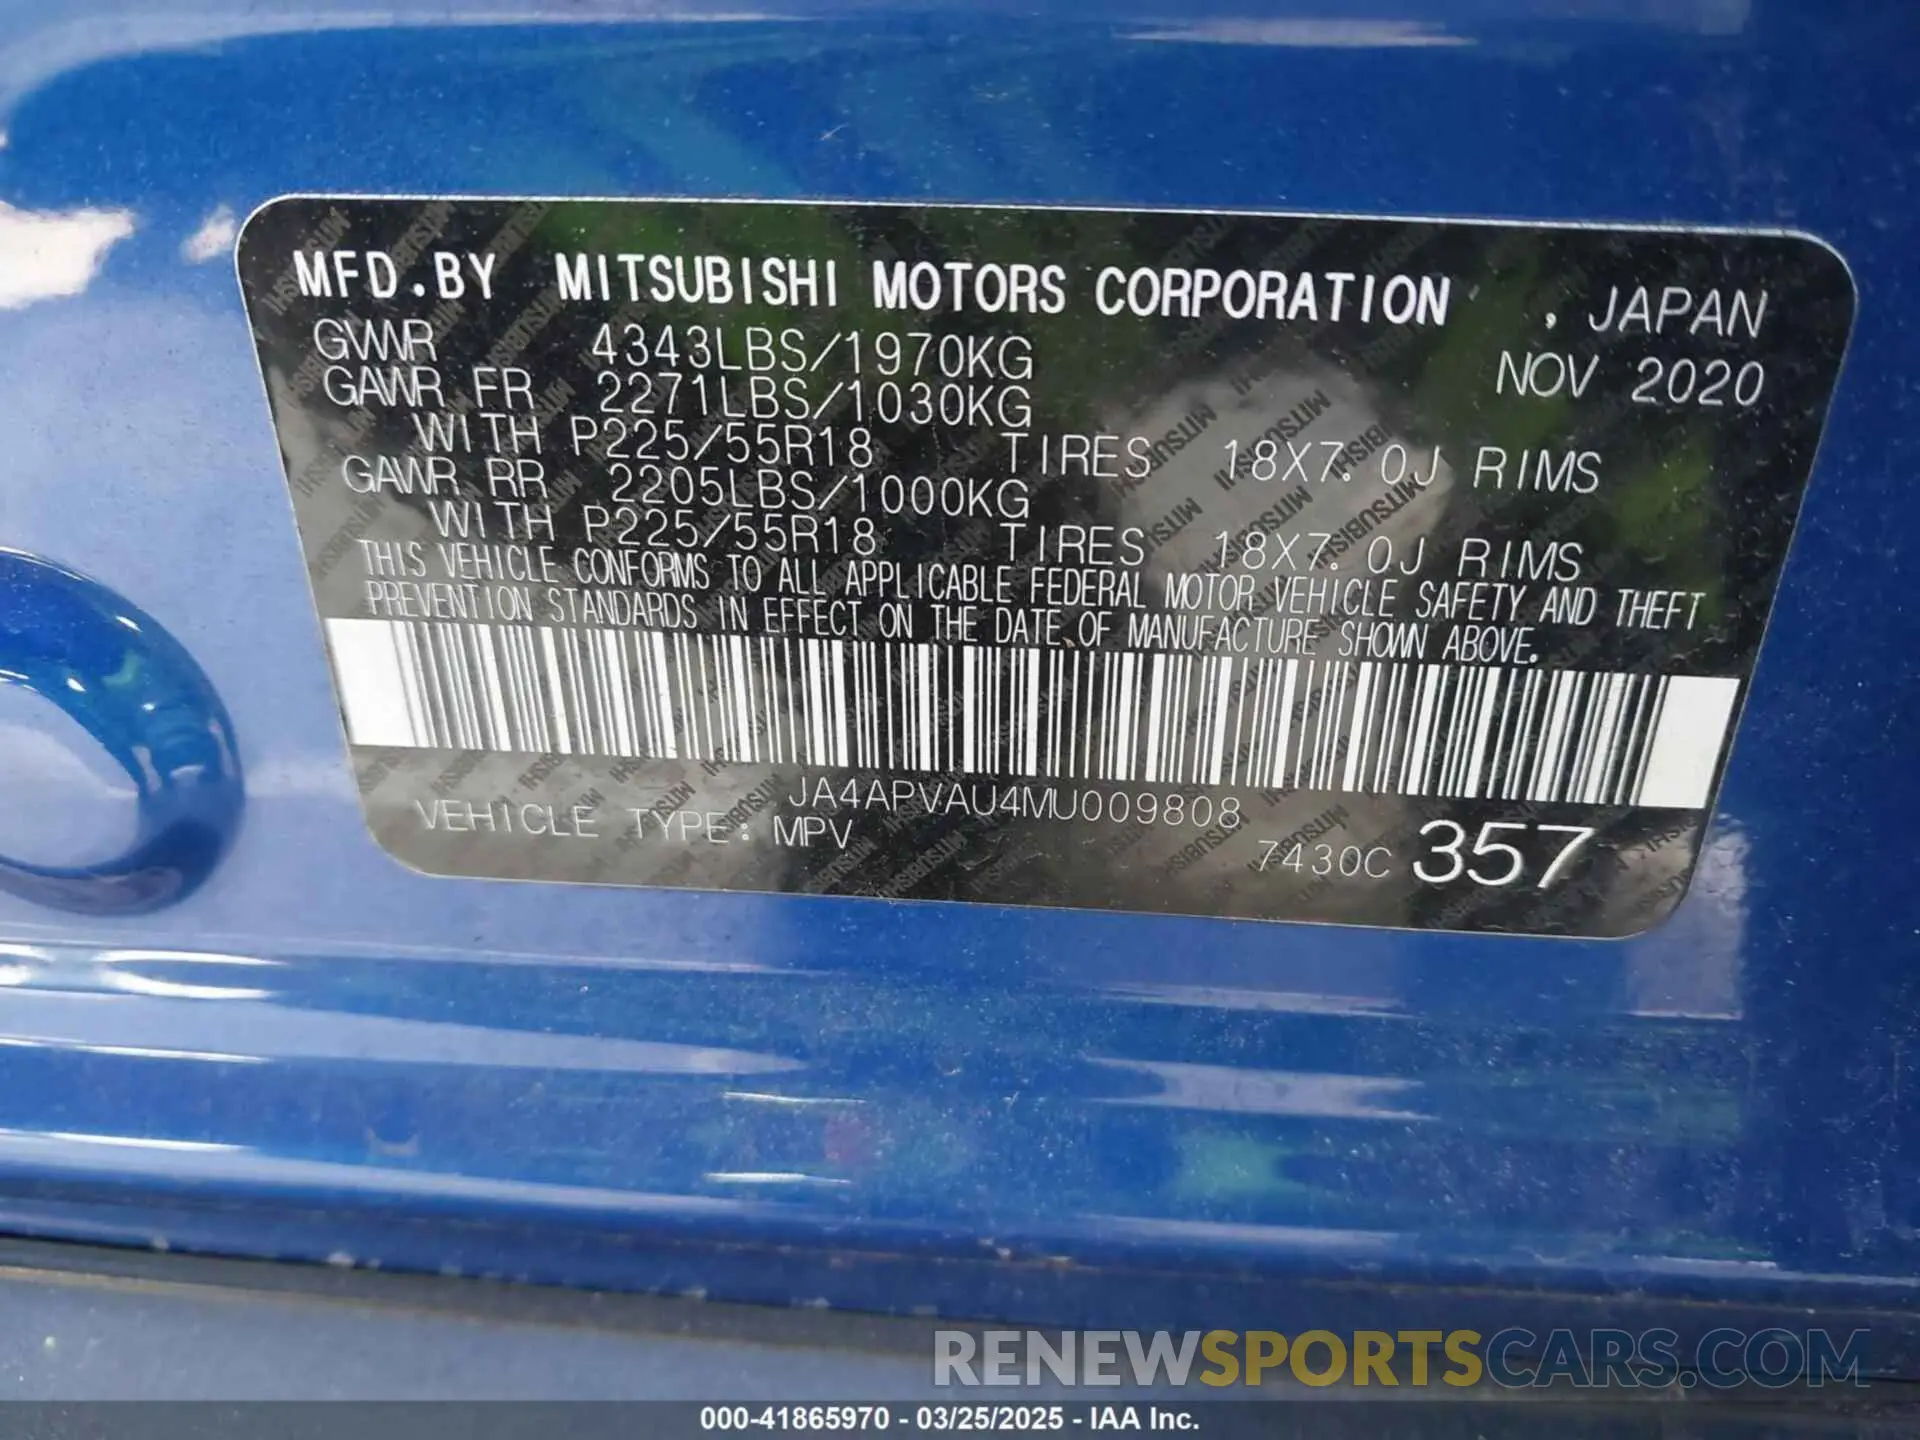 MFD.BY MITSUBISHI MOTORS CORPORATION , JAPAN
GVWR 4343LBS/1970KG NOV 2020
GAWR FR 2271LBS/1030KG
WITH P225/55R18 TIRES 18X7.0J RIMS
GAWR RR 2205LBS/1000KG
WITH P225/55R18 TIRES 18X7.0J RIMS
THIS VEHICLE CONFORMS TO ALL APPLICABLE FEDERAL MOTOR VEHICLE SAFETY AND THEFT
PREVENTION STANDARDS IN EFFECT ON THE DATE OF MANUFACTURE SHOWN ABOVE.
JA4APVAU4MU009808
VEHICLE TYPE: MPV 7430C 357
RENEWSPORTSCARS.COM
000-41865970 - 03/25/2025 - IAA Inc.